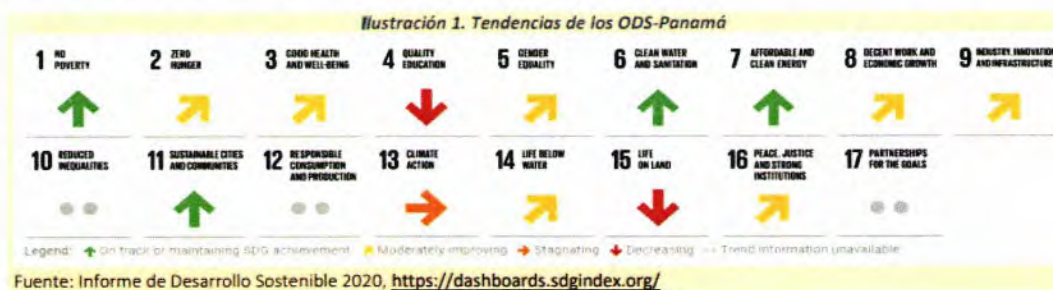 Ilustración 1. Tendencias de los ODS-Panamá
1 NO POVERTY
2 ZERO HUNGER
3 GOOD HEALTH AND WELL-BEING
4 QUALITY EDUCATION
5 GENDER EQUALITY
6 CLEAN WATER AND SANITATION
7 AFFORDABLE AND CLEAN ENERGY
8 DECENT WORK AND ECONOMIC GROWTH
9 INDUSTRY, INNOVATION AND INFRASTRUCTURE
10 REDUCED INEQUALITIES
11 SUSTAINABLE CITIES AND COMMUNITIES
12 RESPONSIBLE CONSUMPTION AND PRODUCTION
13 CLIMATE ACTION
14 LIFE BELOW WATER
15 LIFE ON LAND
16 PEACE, JUSTICE AND STRONG INSTITUTIONS
17 PARTNERSHIPS FOR THE GOALS
Legend: On track or maintaining SDG achievement Moderately improving Stagnating Decreasing Trend information unavailable
Fuente: Informe de Desarrollo Sostenible 2020, https://dashboards.sdgindex.org/